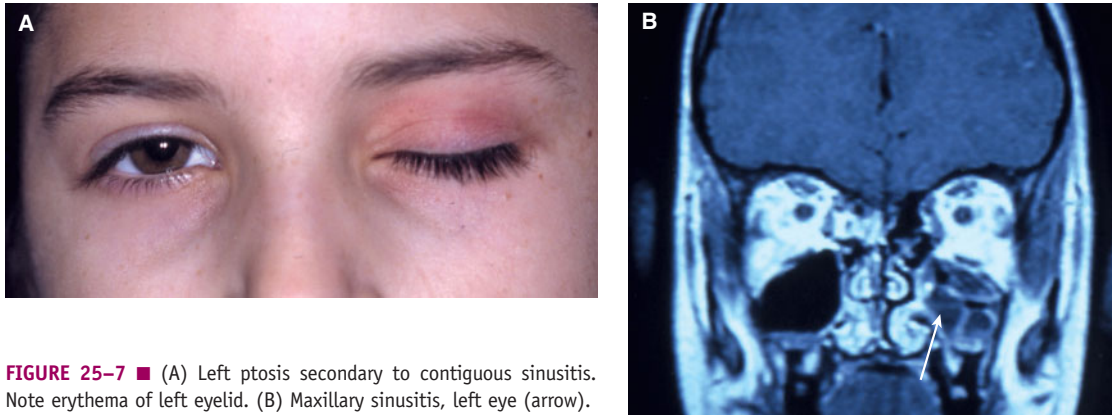 A
B
FIGURE 25–7 ■ (A) Left ptosis secondary to contiguous sinusitis.
Note erythema of left eyelid. (B) Maxillary sinusitis, left eye (arrow).